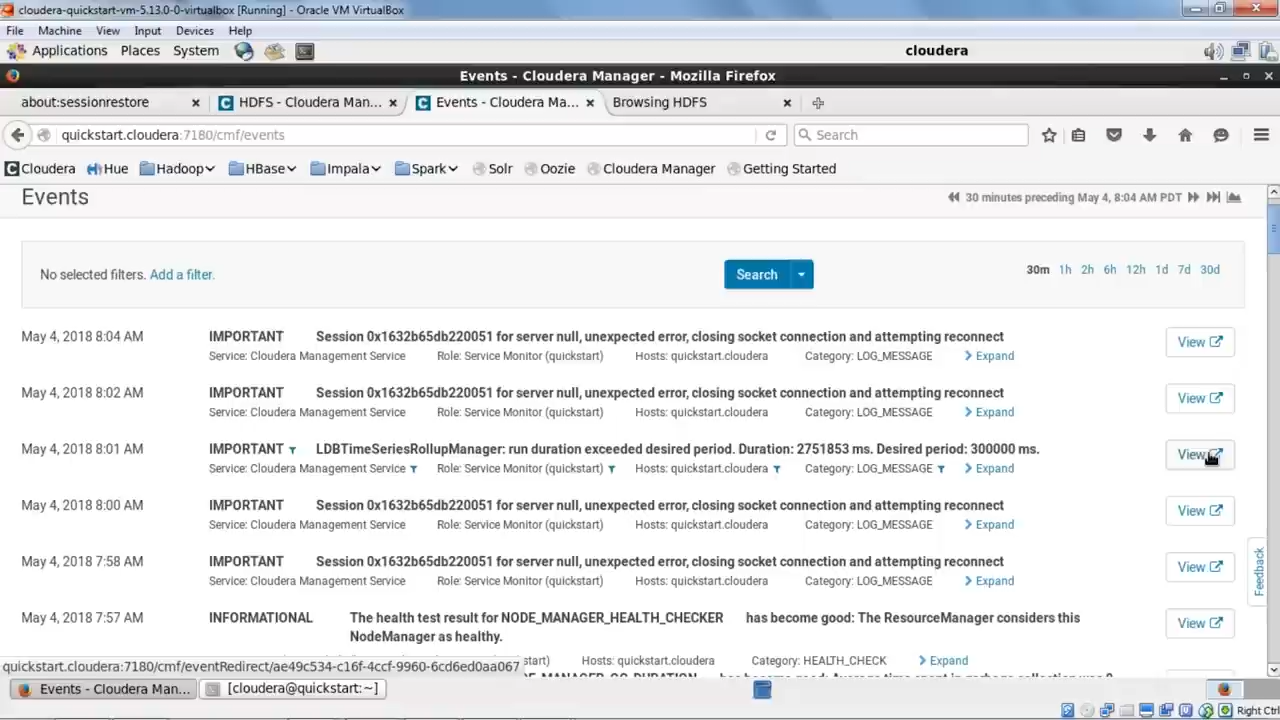 cloudera-quickstart-vm-5.13.0-0-virtualbox [Running] - Oracle VM VirtualBox
File Machine View Input Devices Help
Applications Places System cloudera
Events - Cloudera Manager - Mozilla Firefox
about:sessionrestore HDFS - Cloudera Man... Events - Cloudera Ma... Browsing HDFS
quickstart.cloudera:7180/cmf/events Search
Cloudera Hue Hadoop HBase Impala Spark Solr Oozie Cloudera Manager Getting Started
Events 30 minutes preceding May 4, 8:04 AM PDT
No selected filters. Add a filter. Search 30m 1h 2h 6h 12h 1d 7d 30d
May 4, 2018 8:04 AM IMPORTANT Session 0x1632b65db220051 for server null, unexpected error, closing socket connection and attempting reconnect View
Service: Cloudera Management Service Role: Service Monitor (quickstart) Hosts: quickstart.cloudera Category: LOG_MESSAGE Expand
May 4, 2018 8:02 AM IMPORTANT Session 0x1632b65db220051 for server null, unexpected error, closing socket connection and attempting reconnect View
Service: Cloudera Management Service Role: Service Monitor (quickstart) Hosts: quickstart.cloudera Category: LOG_MESSAGE Expand
May 4, 2018 8:01 AM IMPORTANT LDBTimeSeriesRollupManager: run duration exceeded desired period. Duration: 2751853 ms. Desired period: 300000 ms. View
Service: Cloudera Management Service Role: Service Monitor (quickstart) Hosts: quickstart.cloudera Category: LOG_MESSAGE Expand
May 4, 2018 8:00 AM IMPORTANT Session 0x1632b65db220051 for server null, unexpected error, closing socket connection and attempting reconnect View
Service: Cloudera Management Service Role: Service Monitor (quickstart) Hosts: quickstart.cloudera Category: LOG_MESSAGE Expand
May 4, 2018 7:58 AM IMPORTANT Session 0x1632b65db220051 for server null, unexpected error, closing socket connection and attempting reconnect View
Service: Cloudera Management Service Role: Service Monitor (quickstart) Hosts: quickstart.cloudera Category: LOG_MESSAGE Expand
Feedback
May 4, 2018 7:57 AM INFORMATIONAL The health test result for NODE_MANAGER_HEALTH_CHECKER has become good: The ResourceManager considers this View
NodeManager as healthy.
start) Hosts: quickstart.cloudera Category: HEALTH_CHECK Expand
quickstart.cloudera:7180/cmf/eventRedirect/ae49c534-c16f-4ccf-9960-6cd6ed0aa067
Events - Cloudera Man... [cloudera@quickstart:~]
Right Ctrl